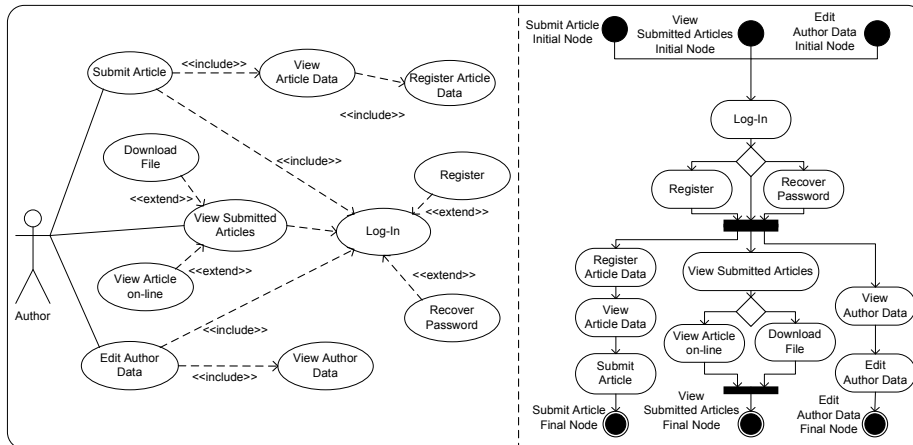 Submit Article
<<include>>
View
Article Data
Register Article
Data
<<include>>
Download
File
<<include>>
Register
<<extend>>
<<extend>>
View Submitted
Articles
Log-In
View Article
on-line
<<extend>>
<<extend>>
Author
Recover
Password
<<include>>
Edit Author
Data
<<include>>
View Author
Data
Submit Article
Initial Node
View
Submitted Articles
Initial Node
Edit
Author Data
Initial Node
Log-In
Register
Recover
Password
Register
Article Data
View Submitted Articles
View
Article Data
View
Author Data
View Article
on-line
Download
File
Submit
Article
Edit
Author Data
Submit Article
Final Node
View
Submitted Articles
Final Node
Edit
Author Data
Final Node